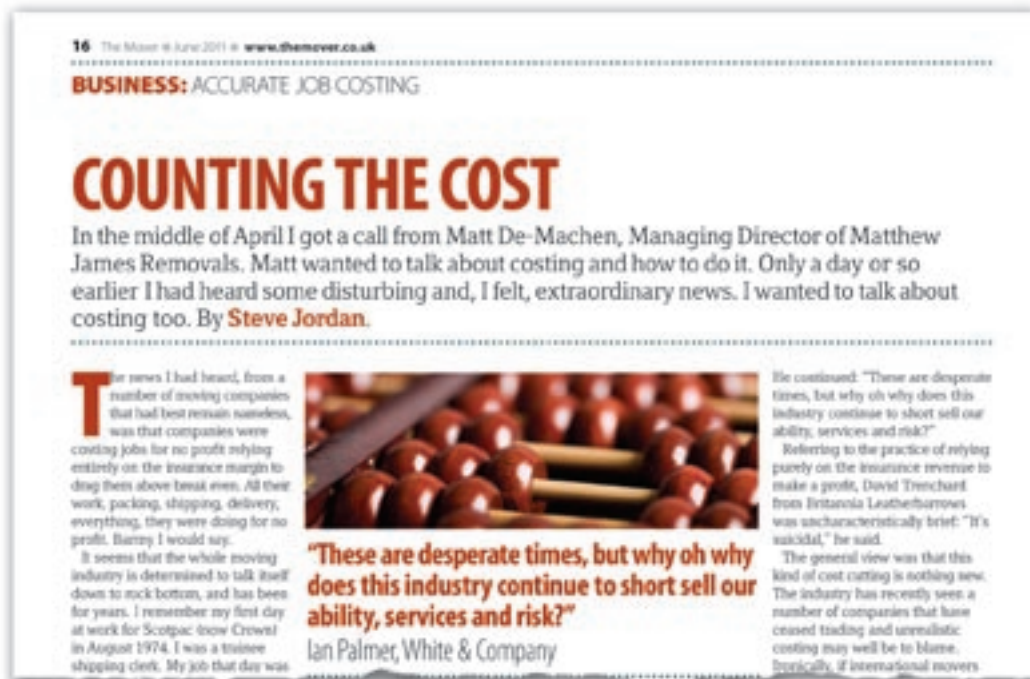 16 The Mover • June 2011 • www.themover.co.uk
BUSINESS: ACCURATE JOB COSTING
COUNTING THE COST
In the middle of April I got a call from Matt De-Machen, Managing Director of Matthew
James Removals. Matt wanted to talk about costing and how to do it. Only a day or so
earlier I had heard some disturbing and, I felt, extraordinary news. I wanted to talk about
costing too. By Steve Jordan.
The news I had heard, from a
number of moving companies
that had best remain nameless,
was that companies were
costing jobs for no profit relying
entirely on the insurance margin to
drag them above break even. All their
work, packing, shipping, delivery,
everything, they were doing for no
profit. Barmy I would say.
It seems that the whole moving
industry is determined to talk itself
down to rock bottom, and has been
for years. I remember my first day
at work for Scotpac (now Crown)
in August 1974. I was a trainee
shipping clerk. My job that day was
"These are desperate times, but why oh why
does this industry continue to short sell our
ability, services and risk?"
Ian Palmer, White & Company
He continued: "These are desperate
times, but why oh why does this
industry continue to short sell our
ability, services and risk?"
Referring to the practice of relying
purely on the insurance revenue to
make a profit, David Trenchard
from Britannia Leatherbarrows
was uncharacteristically brief: "It's
suicidal," he said.
The general view was that this
kind of cost cutting is nothing new.
The industry has recently seen a
number of companies that have
ceased trading and unrealistic
costing may well be to blame.
Ironically, if international movers